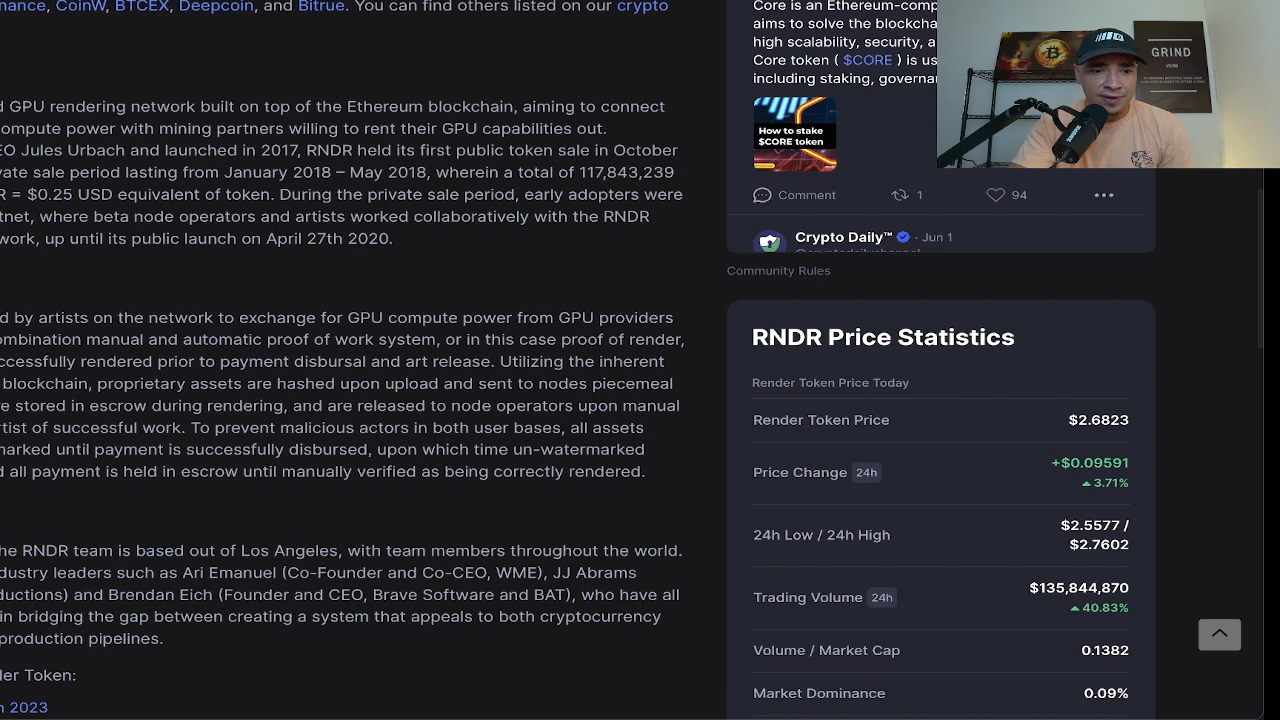 nance, CoinW, BTCEX, Deepcoin, and Bitrue. You can find others listed on our crypto
d GPU rendering network built on top of the Ethereum blockchain, aiming to connect
ompute power with mining partners willing to rent their GPU capabilities out.
EO Jules Urbach and launched in 2017, RNDR held its first public token sale in October
vate sale period lasting from January 2018 – May 2018, wherein a total of 117,843,239
R = $0.25 USD equivalent of token. During the private sale period, early adopters were
tnet, where beta node operators and artists worked collaboratively with the RNDR
work, up until its public launch on April 27th 2020.
d by artists on the network to exchange for GPU compute power from GPU providers
ombination manual and automatic proof of work system, or in this case proof of render,
ccessfully rendered prior to payment disbursal and art release. Utilizing the inherent
blockchain, proprietary assets are hashed upon upload and sent to nodes piecemeal
e stored in escrow during rendering, and are released to node operators upon manual
rtist of successful work. To prevent malicious actors in both user bases, all assets
marked until payment is successfully disbursed, upon which time un-watermarked
d all payment is held in escrow until manually verified as being correctly rendered.
he RNDR team is based out of Los Angeles, with team members throughout the world.
ndustry leaders such as Ari Emanuel (Co-Founder and Co-CEO, WME), JJ Abrams
ductions) and Brendan Eich (Founder and CEO, Brave Software and BAT), who have all
in bridging the gap between creating a system that appeals to both cryptocurrency
production pipelines.
der Token:
n 2023
Core is an Ethereum-comp
aims to solve the blockcha
high scalability, security, a
Core token ( $CORE ) is us
including staking, governa
How to stake
$CORE token
Comment 1 94
Crypto Daily™ · Jun 1
Community Rules
RNDR Price Statistics
Render Token Price Today
Render Token Price $2.6823
Price Change 24h +$0.09591
3.71%
24h Low / 24h High $2.5577 /
$2.7602
Trading Volume 24h $135,844,870
40.83%
Volume / Market Cap 0.1382
Market Dominance 0.09%
GRIND